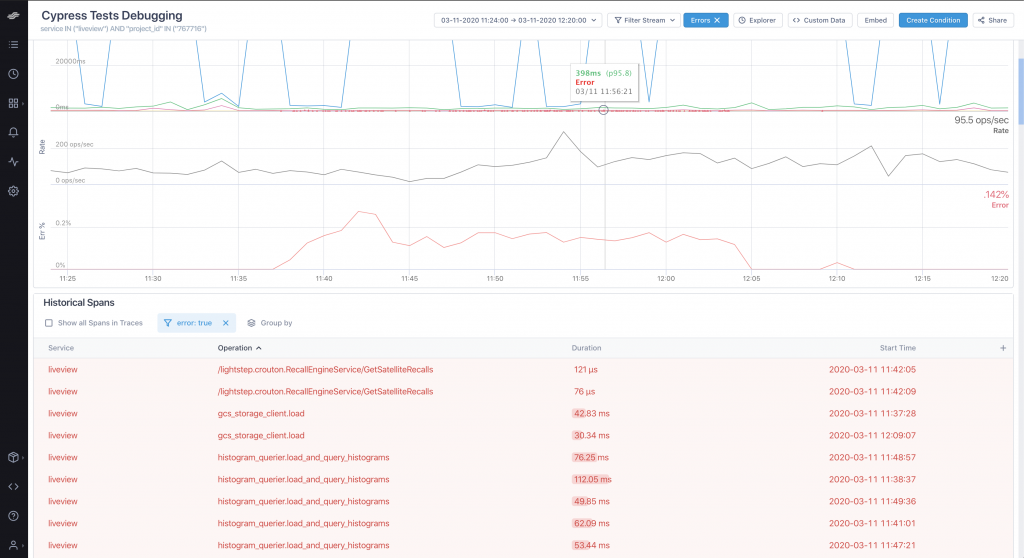 Cypress Tests Debugging
service IN ("liveview") AND "project_id" IN ("767716")
03-11-2020 11:24:00 → 03-11-2020 12:20:00
Filter Stream
Errors
Explorer
Custom Data
Embed
Create Condition
Share
20000ms
0ms
398ms (p95.8)
Error
03/11 11:56:21
95.5 ops/sec
Rate
Rate
200 ops/sec
0 ops/sec
.142%
Error
Err %
0.2%
0%
11:25 11:30 11:35 11:40 11:45 11:50 11:55 12:00 12:05 12:10 12:15 12:20
Historical Spans
Show all Spans in Traces
error: true
Group by
Service Operation Duration Start Time
liveview /lightstep.crouton.RecallEngineService/GetSatelliteRecalls 121 μs 2020-03-11 11:42:05
liveview /lightstep.crouton.RecallEngineService/GetSatelliteRecalls 76 μs 2020-03-11 11:42:09
liveview gcs_storage_client.load 42.83 ms 2020-03-11 11:37:28
liveview gcs_storage_client.load 30.34 ms 2020-03-11 12:09:07
liveview histogram_querier.load_and_query_histograms 76.25 ms 2020-03-11 11:48:57
liveview histogram_querier.load_and_query_histograms 112.05 ms 2020-03-11 11:38:37
liveview histogram_querier.load_and_query_histograms 49.85 ms 2020-03-11 11:49:36
liveview histogram_querier.load_and_query_histograms 62.09 ms 2020-03-11 11:41:01
liveview histogram_querier.load_and_query_histograms 53.44 ms 2020-03-11 11:47:21